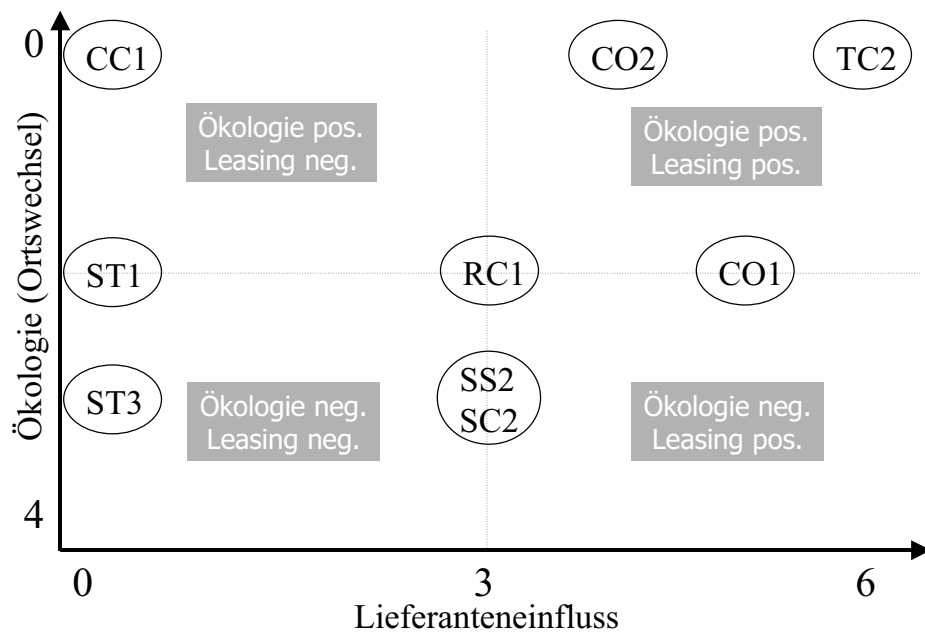 0
CC1
CO2
TC2
Ökologie pos.
Leasing neg.
Ökologie pos.
Leasing pos.
Ökologie (Ortswechsel)
ST1
RC1
CO1
ST3
SS2
SC2
Ökologie neg.
Leasing neg.
Ökologie neg.
Leasing pos.
4
0
3
6
Lieferanteneinfluss